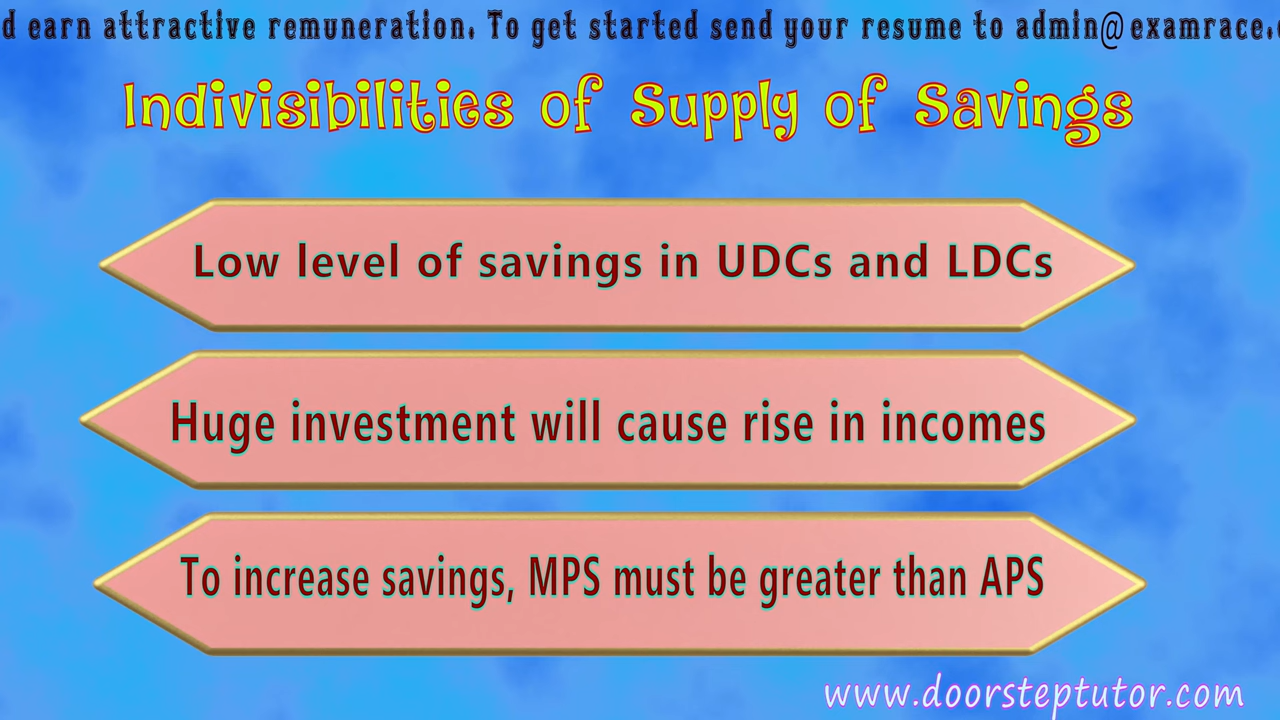 d earn attractive remuneration. To get started send your resume to admin@examrace.
Indivisibilities of Supply of Savings
Low level of savings in UDCs and LDCs
Huge investment will cause rise in incomes
To increase savings, MPS must be greater than APS
www.doorsteptutor.com